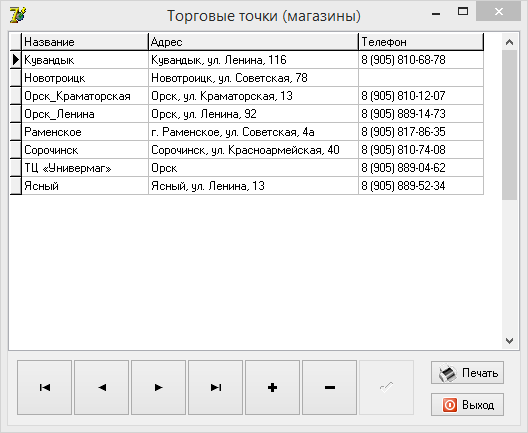 Торговые точки (магазины)
Название Адрес Телефон
Кувандык Кувандык, ул. Ленина, 116 8 (905) 810-68-78
Новотроицк Новотроицк, ул. Советская, 78
Орск_Краматорская Орск, ул. Краматорская, 13 8 (905) 810-12-07
Орск_Ленина Орск, ул. Ленина, 92 8 (905) 889-14-73
Раменское г. Раменское, ул. Советская, 4а 8 (905) 817-86-35
Сорочинск Сорочинск, ул. Красноармейская, 40 8 (905) 810-74-08
ТЦ «Универмаг» Орск 8 (905) 889-04-62
Ясный Ясный, ул. Ленина, 13 8 (905) 889-52-34
Печать
Выход